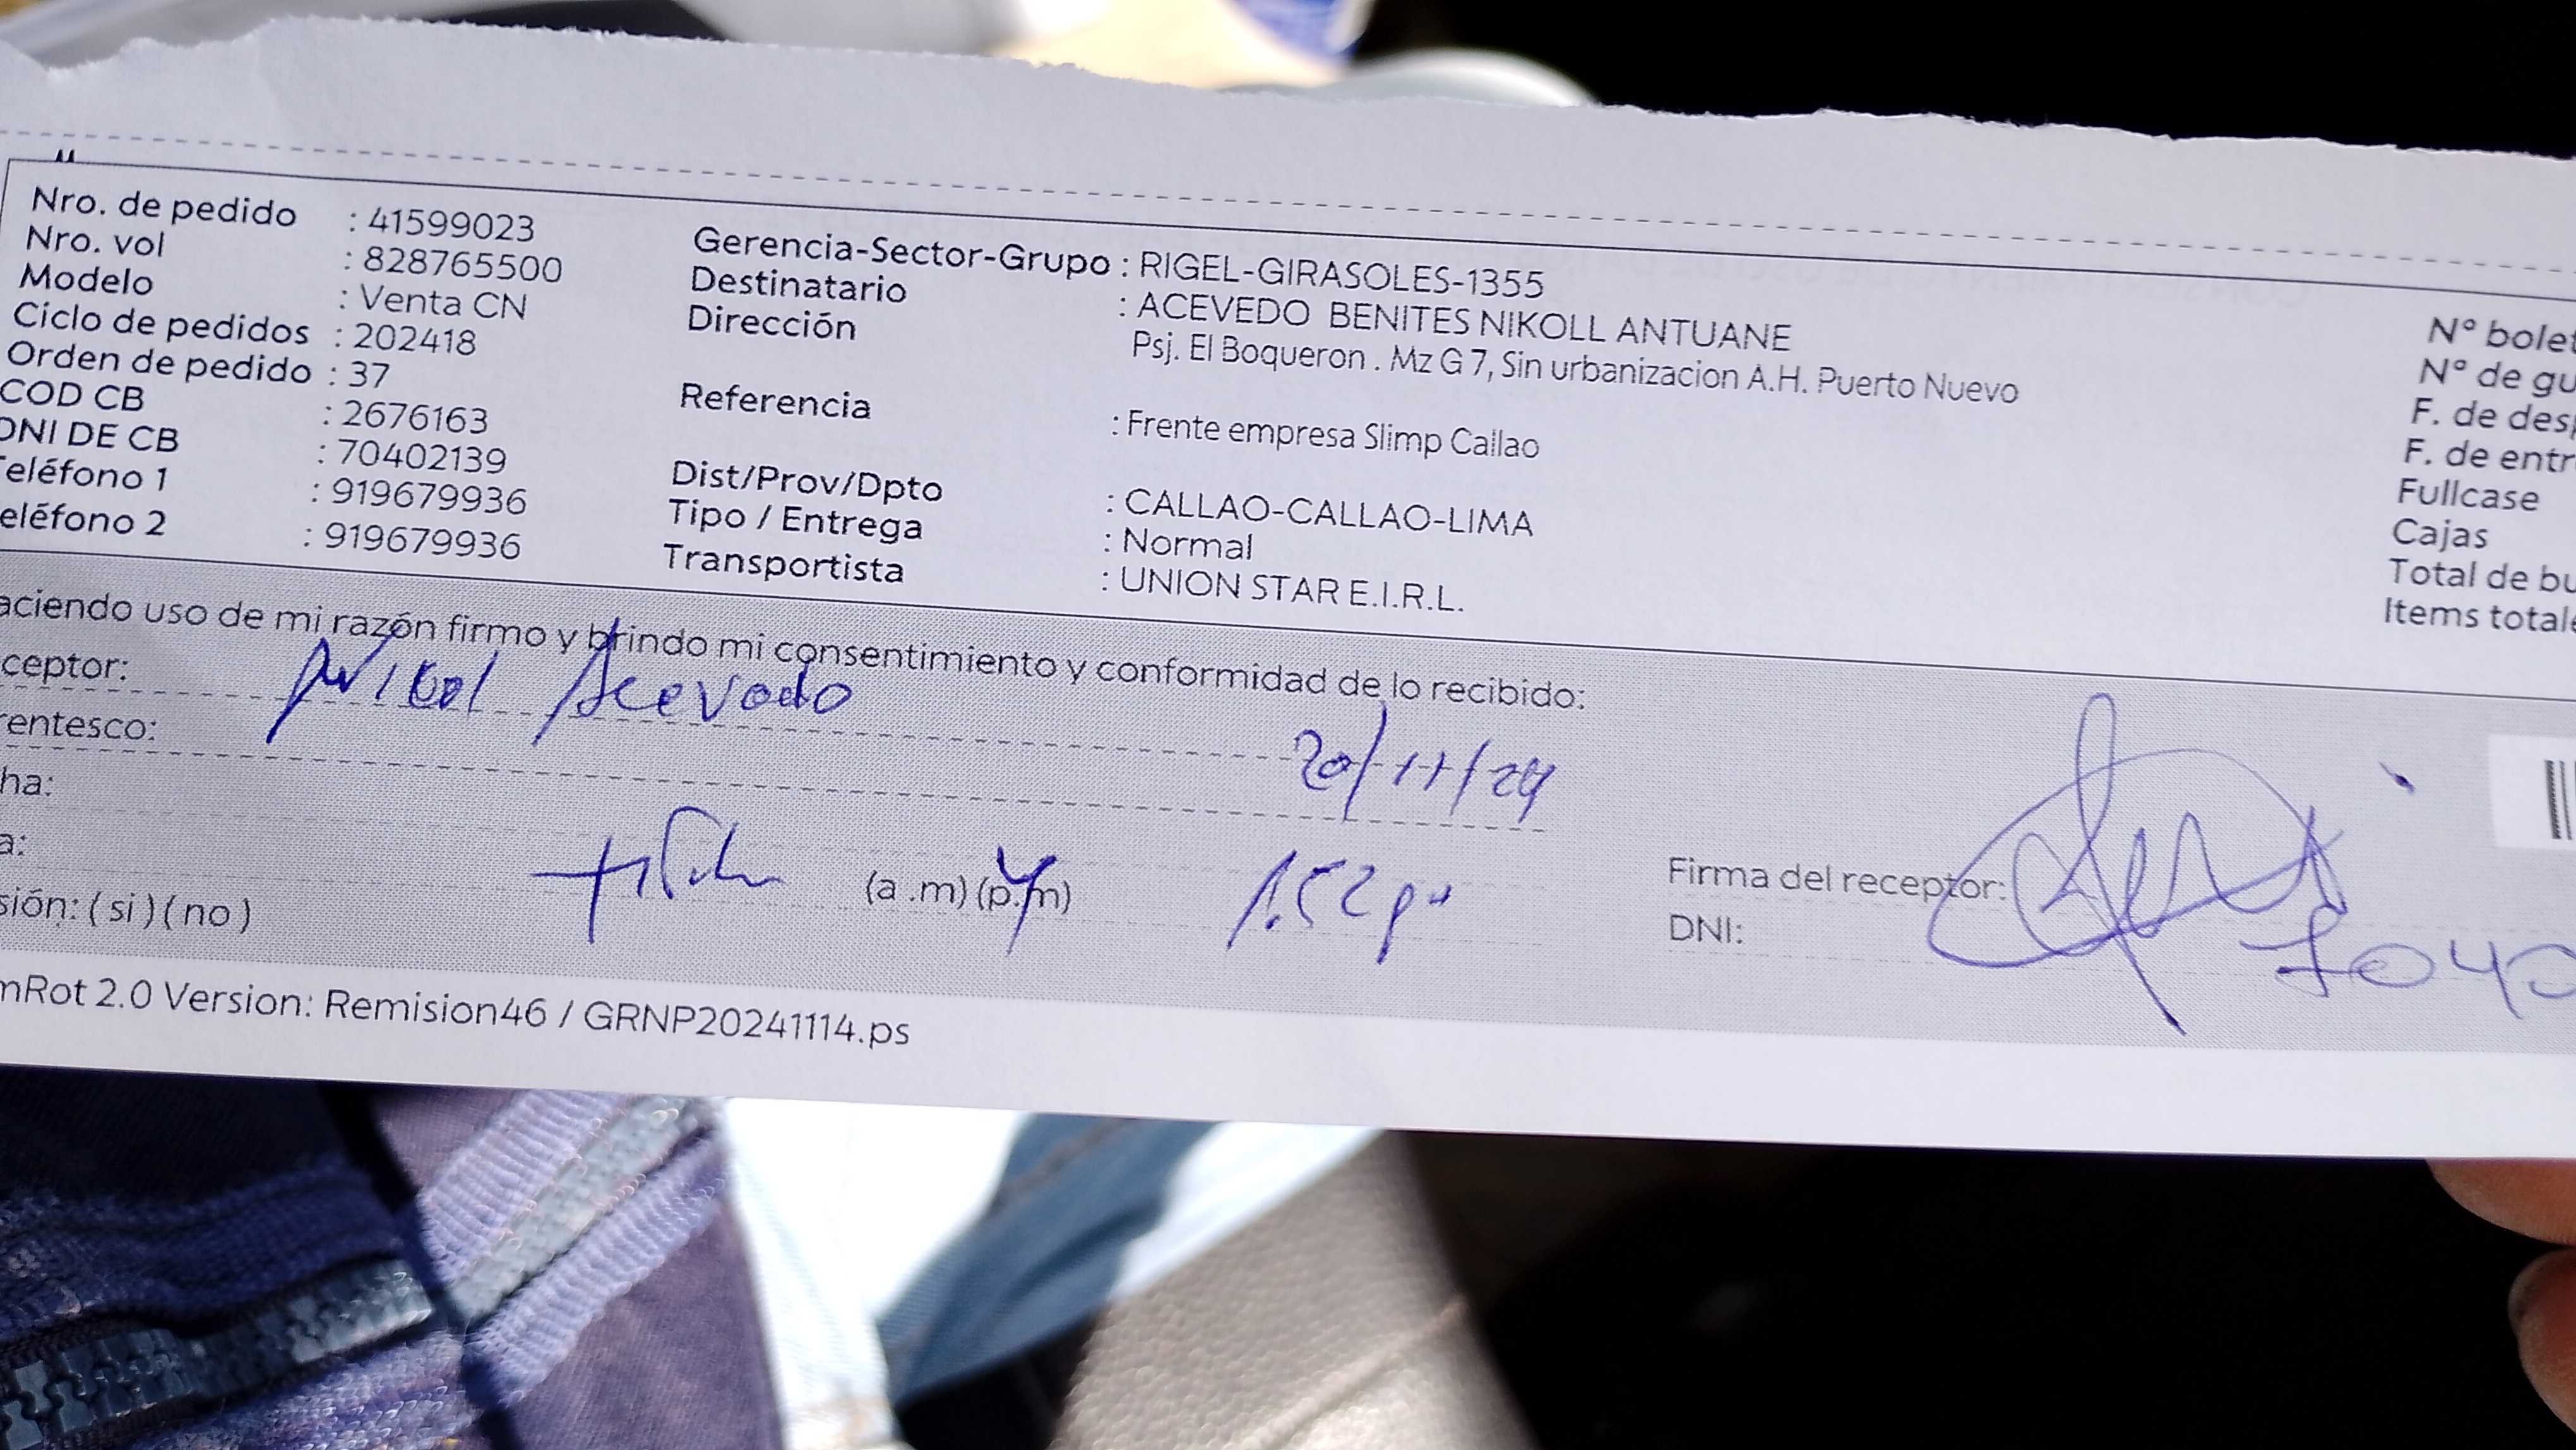 Nro. de pedido : 41599023
Nro. vol : 828765500
Modelo : Venta CN
Ciclo de pedidos : 202418
Orden de pedido : 37
COD CB : 2676163
DNI DE CB : 70402139
Teléfono 1 : 919679936
eléfono 2 : 919679936
Gerencia-Sector-Grupo : RIGEL-GIRASOLES-1355
Destinatario : ACEVEDO BENITES NIKOLL ANTUANE
Dirección Psj. El Boqueron . Mz G 7, Sin urbanizacion A.H. Puerto Nuevo
Referencia : Frente empresa Slimp Callao
Dist/Prov/Dpto : CALLAO-CALLAO-LIMA
Tipo / Entrega : Normal
Transportista : UNION STAR E.I.R.L.
N° bolet
N° de gu
F. de desp
F. de entr
Fullcase
Cajas
Total de bu
Items totale
aciendo uso de mi razón firmo y brindo mi consentimiento y conformidad de lo recibido:
ceptor: Nikol Acevedo
rentesco:
20/11/24
ha:
a: (a .m) (p.m) 1.52 pm
sión: ( si ) ( no )
Firma del receptor:
DNI: 7040
mRot 2.0 Version: Remision46 / GRNP20241114.ps